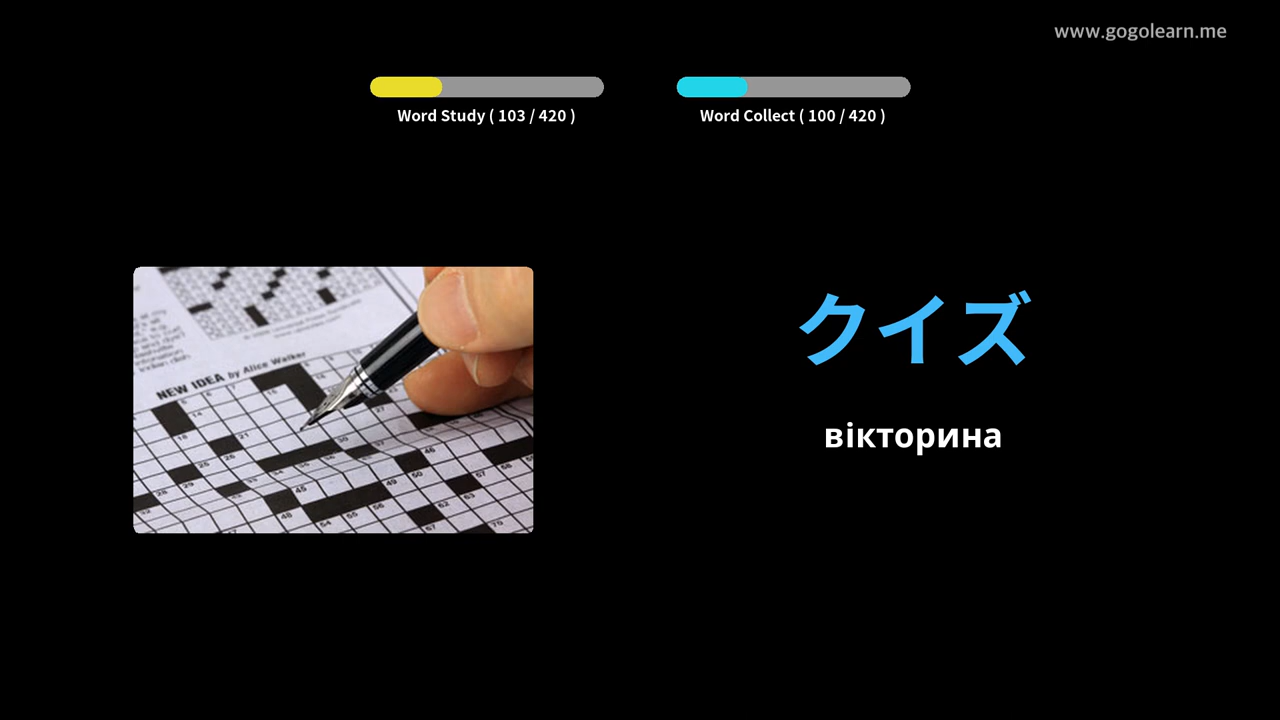 www.gogolearn.me
Word Study ( 103 / 420 )
Word Collect ( 100 / 420 )
NEW IDEA by Alice Walker
クイズ
вікторина